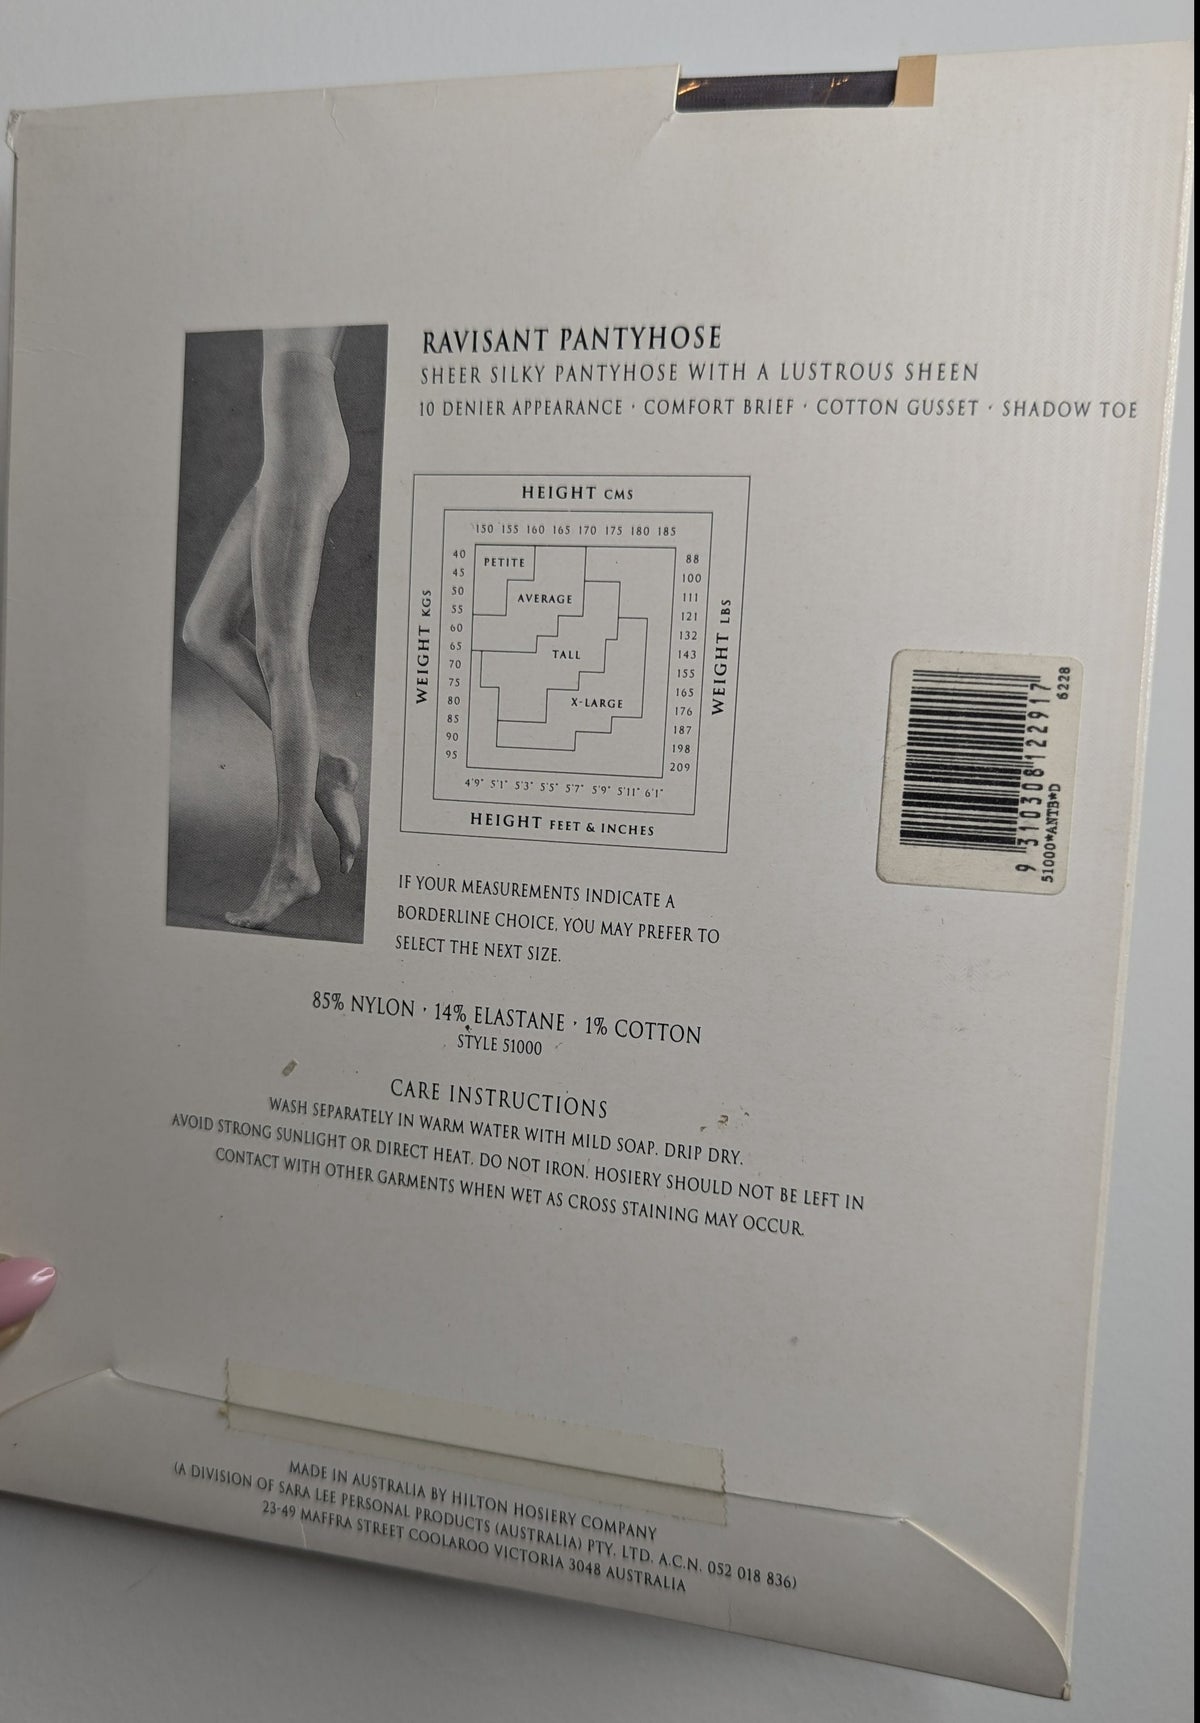 RAVISANT PANTYHOSE
SHEER SILKY PANTYHOSE WITH A LUSTROUS SHEEN
10 DENIER APPEARANCE · COMFORT BRIEF · COTTON GUSSET · SHADOW TOE
HEIGHT CMS
150 155 160 165 170 175 180 185
WEIGHT KGS
40
45
50
55
60
65
70
75
80
85
90
95
PETITE
AVERAGE
TALL
X-LARGE
88
100
111
121
132
143
155
165
176
187
198
209
WEIGHT LBS
4'9" 5'1" 5'3" 5'5" 5'7" 5'9" 5'11" 6'1"
HEIGHT FEET & INCHES
IF YOUR MEASUREMENTS INDICATE A
BORDERLINE CHOICE, YOU MAY PREFER TO
SELECT THE NEXT SIZE.
6228
9 310308 122917
51000*ANTB*D
85% NYLON · 14% ELASTANE · 1% COTTON
STYLE 51000
CARE INSTRUCTIONS
WASH SEPARATELY IN WARM WATER WITH MILD SOAP. DRIP DRY.
AVOID STRONG SUNLIGHT OR DIRECT HEAT. DO NOT IRON. HOSIERY SHOULD NOT BE LEFT IN
CONTACT WITH OTHER GARMENTS WHEN WET AS CROSS STAINING MAY OCCUR.
MADE IN AUSTRALIA BY HILTON HOSIERY COMPANY
(A DIVISION OF SARA LEE PERSONAL PRODUCTS (AUSTRALIA) PTY. LTD. A.C.N. 052 018 836)
23-49 MAFFRA STREET COOLAROO VICTORIA 3048 AUSTRALIA